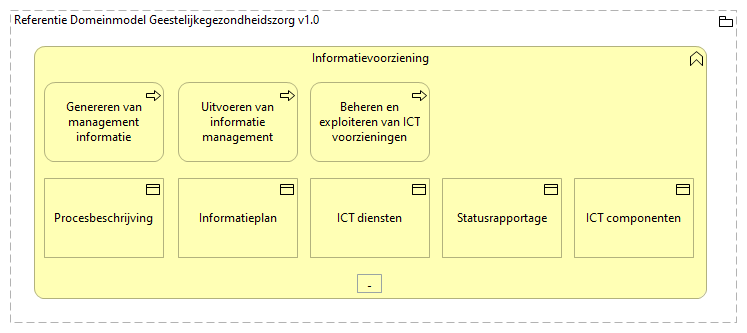 Referentie Domeinmodel Geestelijkegezondheidszorg v1.0
Informatievoorziening
Genereren van
management
informatie
Uitvoeren van
informatie
management
Beheren en
exploiteren van ICT
voorzieningen
Procesbeschrijving
Informatieplan
ICT diensten
Statusrapportage
ICT componenten
-